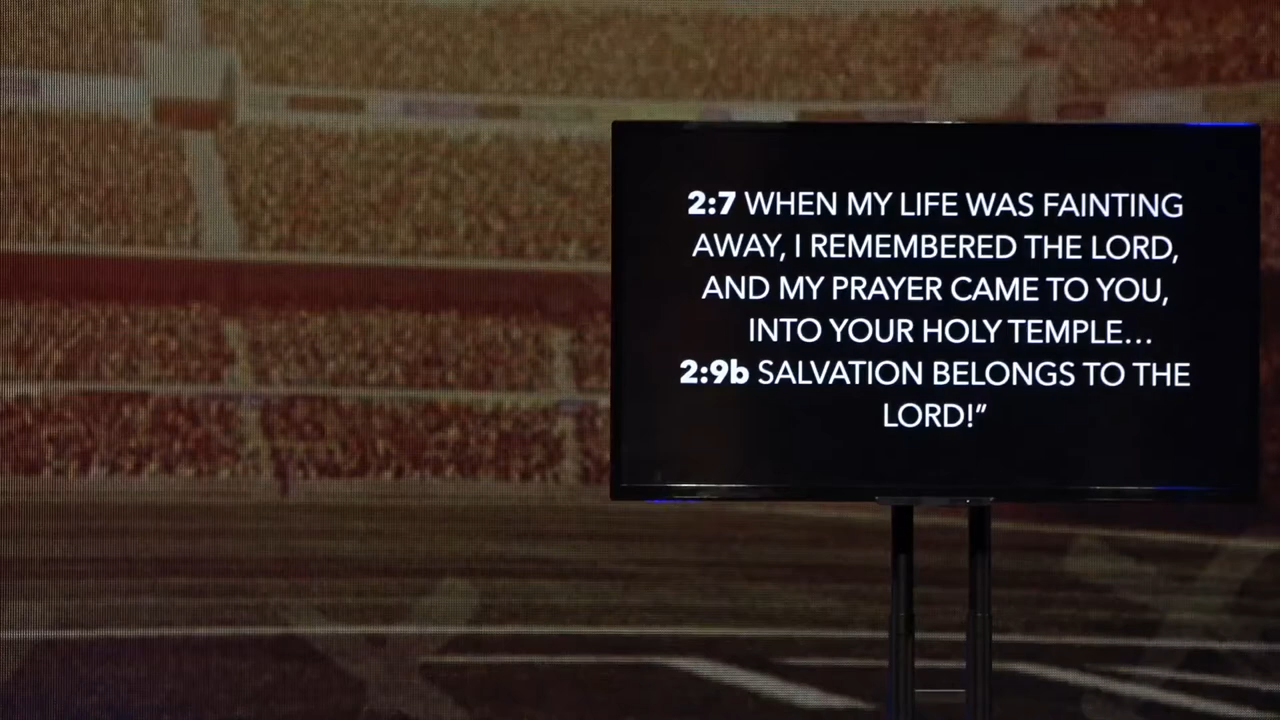 2:7 WHEN MY LIFE WAS FAINTING
AWAY, I REMEMBERED THE LORD,
AND MY PRAYER CAME TO YOU,
INTO YOUR HOLY TEMPLE…
2:9b SALVATION BELONGS TO THE
LORD!”